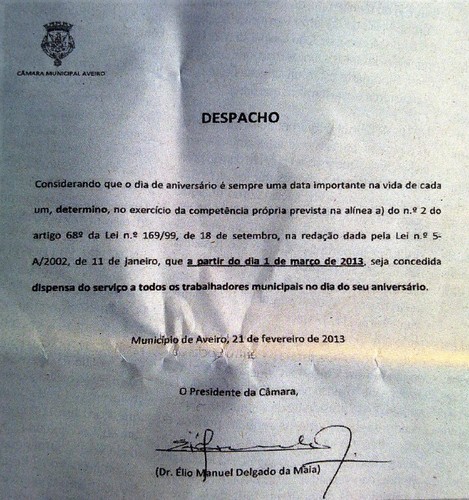 CÂMARA MUNICIPAL AVEIRO
DESPACHO
Considerando que o dia de aniversário é sempre uma data importante na vida de cada
um, determino, no exercício da competência própria prevista na alínea a) do n.º 2 do
artigo 68º da Lei n.º 169/99, de 18 de setembro, na redação dada pela Lei n.º 5-
A/2002, de 11 de janeiro, que a partir do dia 1 de março de 2013, seja concedida
dispensa do serviço a todos os trabalhadores municipais no dia do seu aniversário.
Município de Aveiro, 21 de fevereiro de 2013
O Presidente da Câmara,
(Dr. Élio Manuel Delgado da Maia)